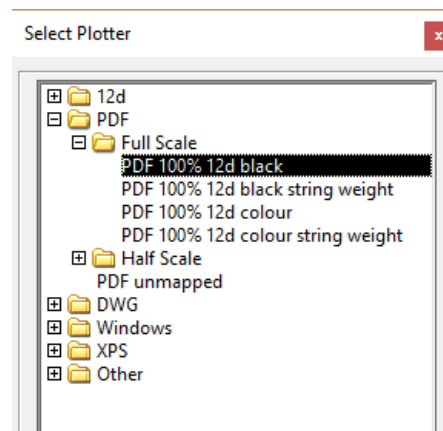 Select Plotter
x
12d
PDF
Full Scale
PDF 100% 12d black
PDF 100% 12d black string weight
PDF 100% 12d colour
PDF 100% 12d colour string weight
Half Scale
PDF unmapped
DWG
Windows
XPS
Other